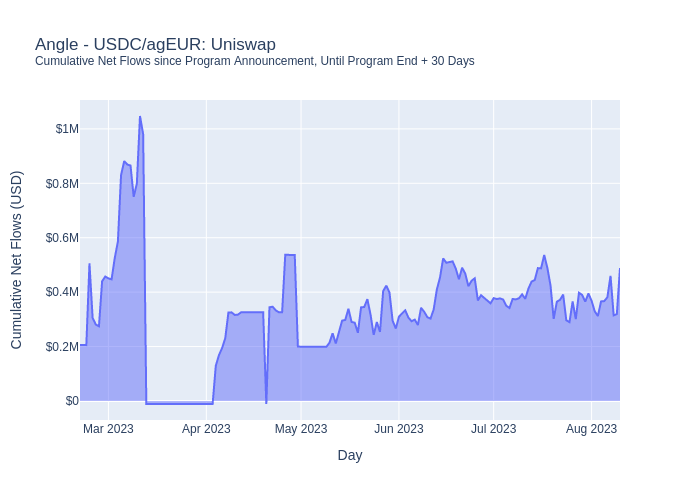 Angle - USDC/agEUR: Uniswap
Cumulative Net Flows since Program Announcement, Until Program End + 30 Days
Cumulative Net Flows (USD)
$1M
$0.8M
$0.6M
$0.4M
$0.2M
$0
Mar 2023
Apr 2023
May 2023
Jun 2023
Jul 2023
Aug 2023
Day